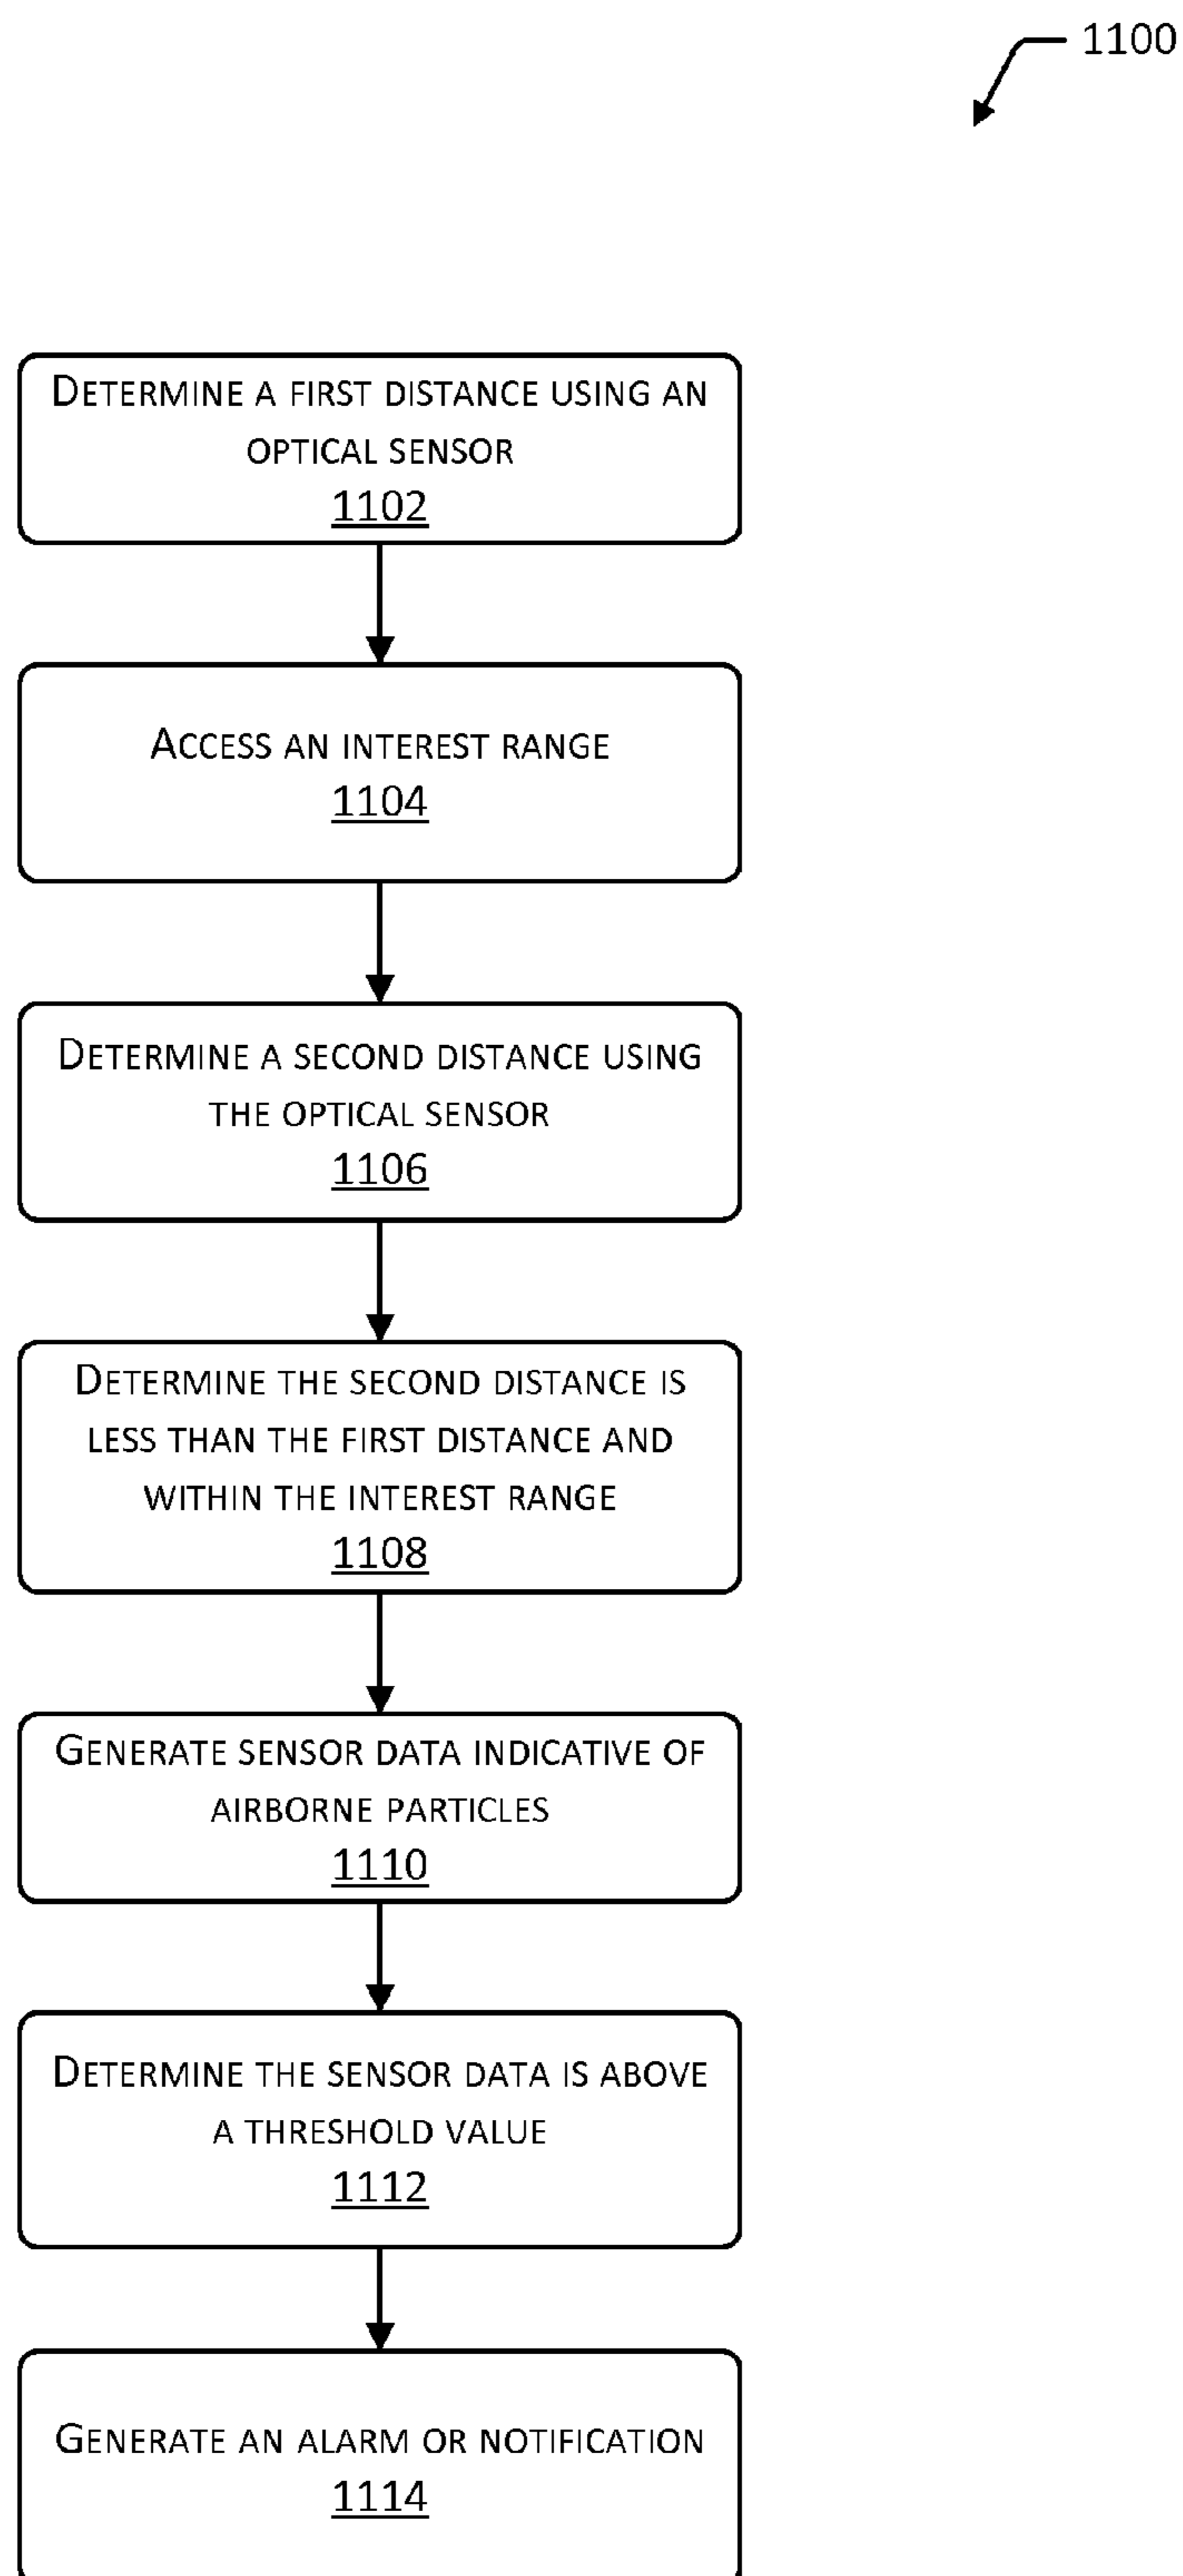 1100
DETERMINE A FIRST DISTANCE USING AN
OPTICAL SENSOR
1102
ACCESS AN INTEREST RANGE
1104
DETERMINE A SECOND DISTANCE USING
THE OPTICAL SENSOR
1106
DETERMINE THE SECOND DISTANCE IS
LESS THAN THE FIRST DISTANCE AND
WITHIN THE INTEREST RANGE
1108
GENERATE SENSOR DATA INDICATIVE OF
AIRBORNE PARTICLES
1110
DETERMINE THE SENSOR DATA IS ABOVE
A THRESHOLD VALUE
1112
GENERATE AN ALARM OR NOTIFICATION
1114